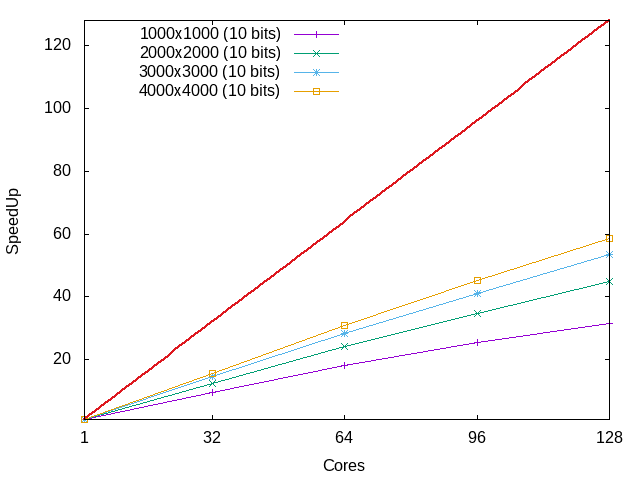 120
100
80
60
40
20
SpeedUp
1000x1000 (10 bits)
2000x2000 (10 bits)
3000x3000 (10 bits)
4000x4000 (10 bits)
1 32 64 96 128
Cores